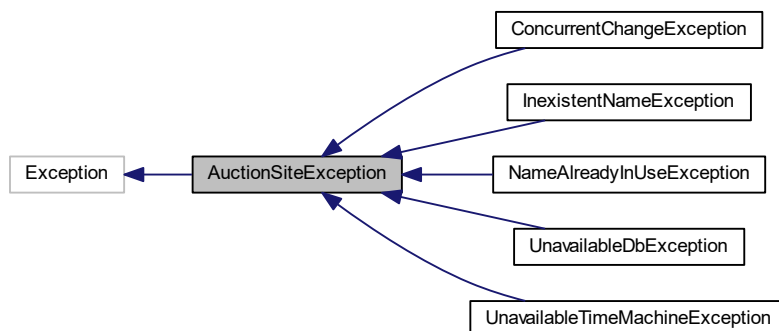 ConcurrentChangeException
InexistentNameException
Exception
AuctionSiteException
NameAlreadyInUseException
UnavailableDbException
UnavailableTimeMachineException